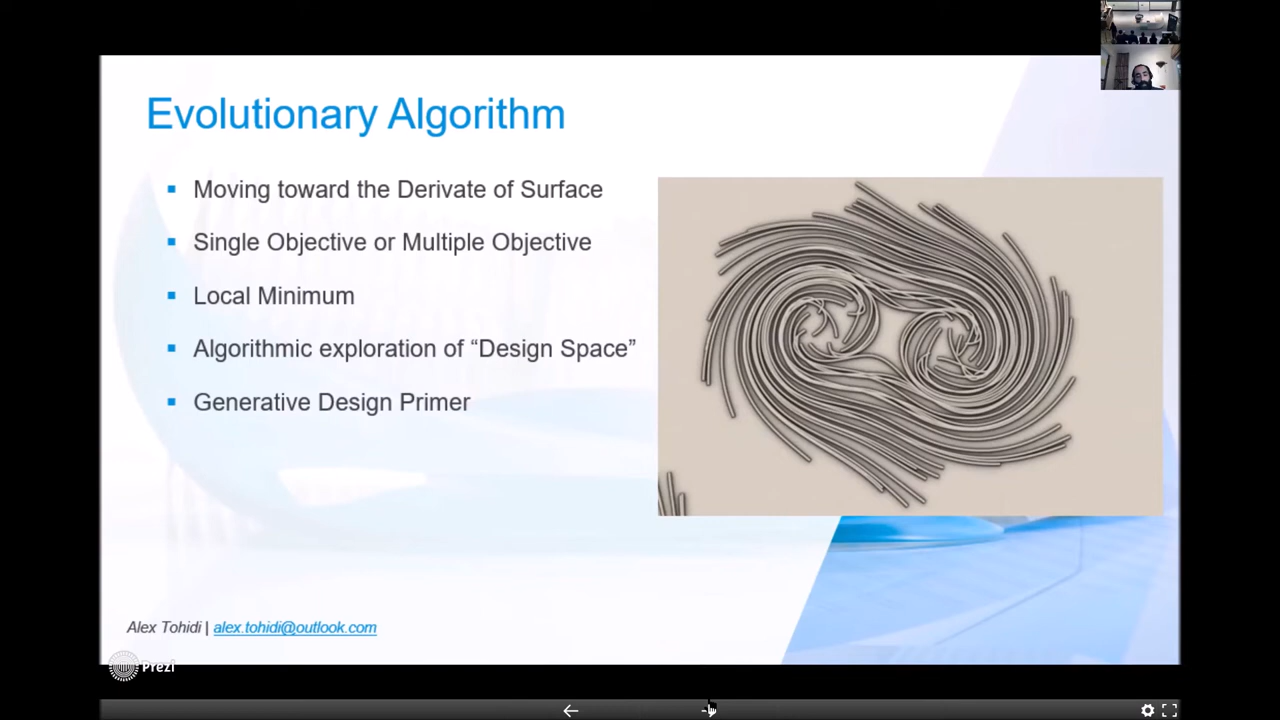 Evolutionary Algorithm
Moving toward the Derivate of Surface
Single Objective or Multiple Objective
Local Minimum
Algorithmic exploration of “Design Space”
Generative Design Primer
Alex Tohidi | alex.tohidi@outlook.com
Prezi